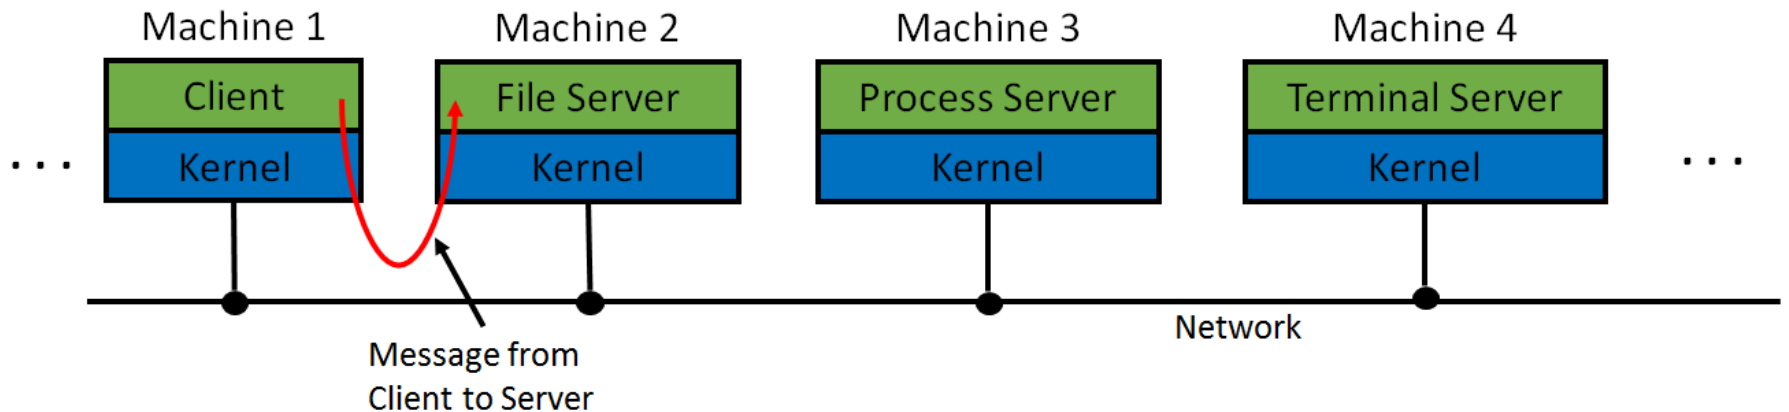 Machine 1
Machine 2
Machine 3
Machine 4
Client
File Server
Process Server
Terminal Server
...
Kernel
Kernel
Kernel
Kernel
...
Network
Message from
Client to Server